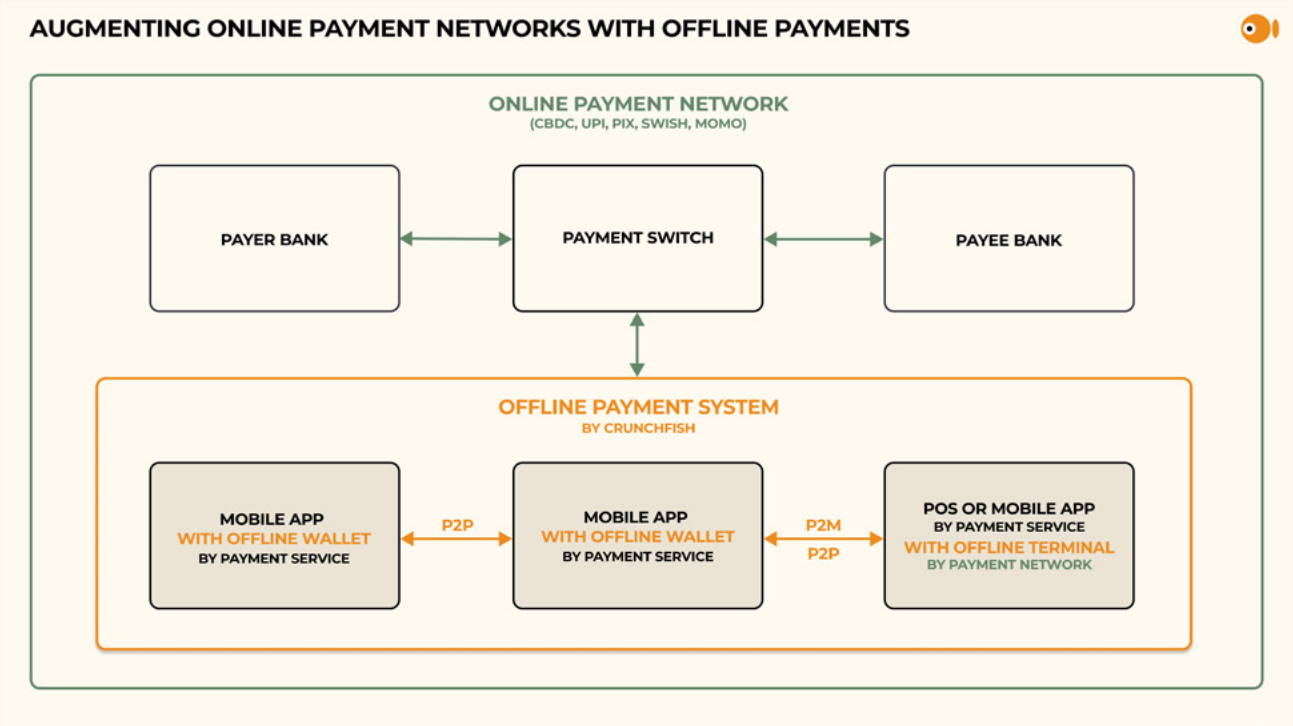 AUGMENTING ONLINE PAYMENT NETWORKS WITH OFFLINE PAYMENTS
ONLINE PAYMENT NETWORK
(CBDC, UPI, PIX, SWISH, MOMO)
PAYER BANK
PAYMENT SWITCH
PAYEE BANK
OFFLINE PAYMENT SYSTEM
BY CRUNCHFISH
MOBILE APP
WITH OFFLINE WALLET
BY PAYMENT SERVICE
P2P
MOBILE APP
WITH OFFLINE WALLET
BY PAYMENT SERVICE
P2M
P2P
POS OR MOBILE APP
BY PAYMENT SERVICE
WITH OFFLINE TERMINAL
BY PAYMENT NETWORK